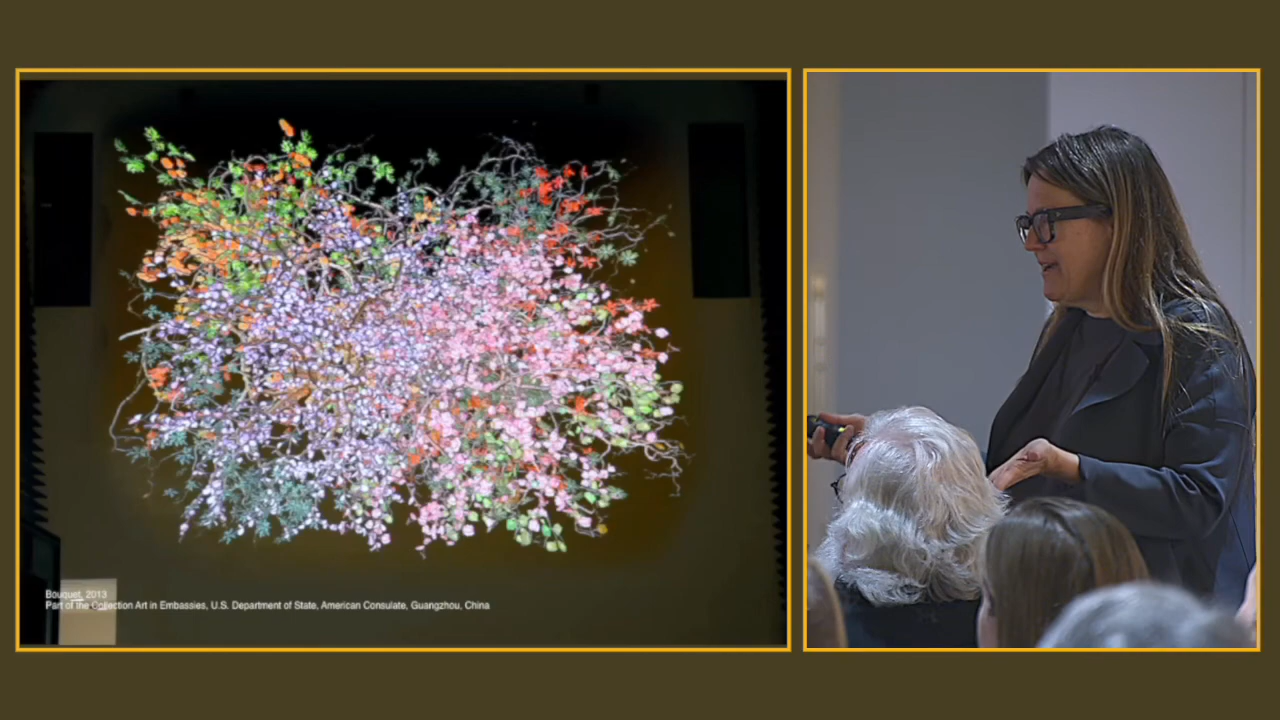 Bouquet, 2013
Part of the Collection Art in Embassies, U.S. Department of State, American Consulate, Guangzhou, China